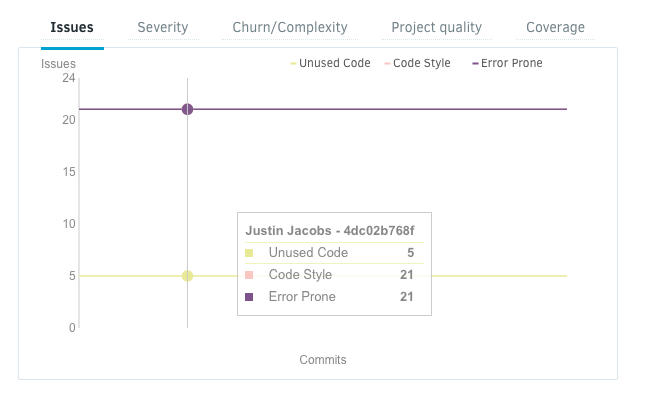 Issues Severity Churn/Complexity Project quality Coverage
Issues Unused Code Code Style Error Prone
24
20
15
10
Justin Jacobs - 4dc02b768f
Unused Code 5
5 Code Style 21
Error Prone 21
0
Commits